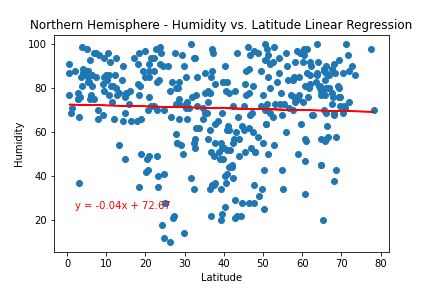 Northern Hemisphere - Humidity vs. Latitude Linear Regression
100
80
60
40
20
Humidity
y = -0.04x + 72.67
0 10 20 30 40 50 60 70 80
Latitude